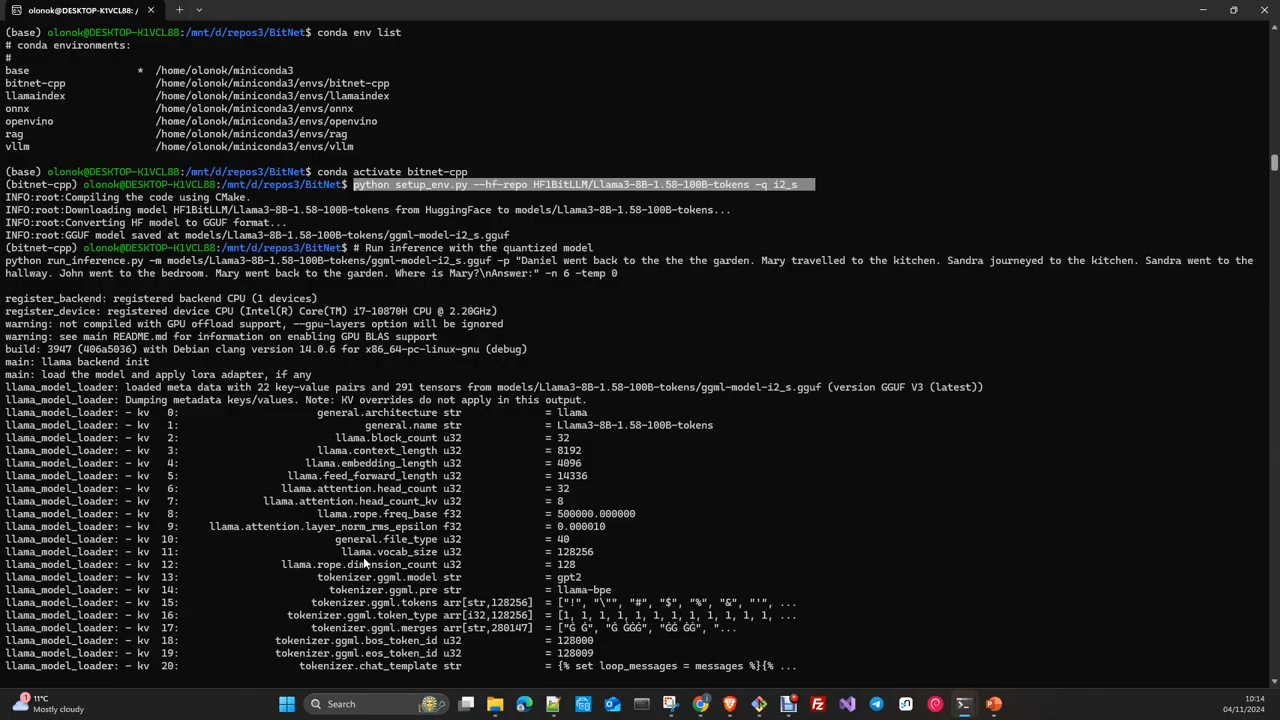 olonok@DESKTOP-K1VCL88: /
(base) olonok@DESKTOP-K1VCL88:/mnt/d/repos3/BitNet$ conda env list
# conda environments:
#
base * /home/olonok/miniconda3
bitnet-cpp /home/olonok/miniconda3/envs/bitnet-cpp
llamaindex /home/olonok/miniconda3/envs/llamaindex
onnx /home/olonok/miniconda3/envs/onnx
openvino /home/olonok/miniconda3/envs/openvino
rag /home/olonok/miniconda3/envs/rag
vllm /home/olonok/miniconda3/envs/vllm
(base) olonok@DESKTOP-K1VCL88:/mnt/d/repos3/BitNet$ conda activate bitnet-cpp
(bitnet-cpp) olonok@DESKTOP-K1VCL88:/mnt/d/repos3/BitNet$ python setup_env.py --hf-repo HF1BitLLM/Llama3-8B-1.58-100B-tokens -q i2_s
INFO:root:Compiling the code using CMake.
INFO:root:Downloading model HF1BitLLM/Llama3-8B-1.58-100B-tokens from HuggingFace to models/Llama3-8B-1.58-100B-tokens...
INFO:root:Converting HF model to GGUF format...
INFO:root:GGUF model saved at models/Llama3-8B-1.58-100B-tokens/ggml-model-i2_s.gguf
(bitnet-cpp) olonok@DESKTOP-K1VCL88:/mnt/d/repos3/BitNet$ # Run inference with the quantized model
python run_inference.py -m models/Llama3-8B-1.58-100B-tokens/ggml-model-i2_s.gguf -p "Daniel went back to the the the garden. Mary travelled to the kitchen. Sandra journeyed to the kitchen. Sandra went to the
hallway. John went to the bedroom. Mary went back to the garden. Where is Mary?\nAnswer:" -n 6 -temp 0
register_backend: registered backend CPU (1 devices)
register_device: registered device CPU (Intel(R) Core(TM) i7-10870H CPU @ 2.20GHz)
warning: not compiled with GPU offload support, --gpu-layers option will be ignored
warning: see main README.md for information on enabling GPU BLAS support
build: 3947 (406a5036) with Debian clang version 14.0.6 for x86_64-pc-linux-gnu (debug)
main: llama backend init
main: load the model and apply lora adapter, if any
llama_model_loader: loaded meta data with 22 key-value pairs and 291 tensors from models/Llama3-8B-1.58-100B-tokens/ggml-model-i2_s.gguf (version GGUF V3 (latest))
llama_model_loader: Dumping metadata keys/values. Note: KV overrides do not apply in this output.
llama_model_loader: - kv 0: general.architecture str = llama
llama_model_loader: - kv 1: general.name str = Llama3-8B-1.58-100B-tokens
llama_model_loader: - kv 2: llama.block_count u32 = 32
llama_model_loader: - kv 3: llama.context_length u32 = 8192
llama_model_loader: - kv 4: llama.embedding_length u32 = 4096
llama_model_loader: - kv 5: llama.feed_forward_length u32 = 14336
llama_model_loader: - kv 6: llama.attention.head_count u32 = 32
llama_model_loader: - kv 7: llama.attention.head_count_kv u32 = 8
llama_model_loader: - kv 8: llama.rope.freq_base f32 = 500000.000000
llama_model_loader: - kv 9: llama.attention.layer_norm_rms_epsilon f32 = 0.000010
llama_model_loader: - kv 10: general.file_type u32 = 40
llama_model_loader: - kv 11: llama.vocab_size u32 = 128256
llama_model_loader: - kv 12: llama.rope.dimension_count u32 = 128
llama_model_loader: - kv 13: tokenizer.ggml.model str = gpt2
llama_model_loader: - kv 14: tokenizer.ggml.pre str = llama-bpe
llama_model_loader: - kv 15: tokenizer.ggml.tokens arr[str,128256] = ["!", "\"", "#", "$", "%", "&", "'", ...
llama_model_loader: - kv 16: tokenizer.ggml.token_type arr[i32,128256] = [1, 1, 1, 1, 1, 1, 1, 1, 1, 1, 1, 1, ...
llama_model_loader: - kv 17: tokenizer.ggml.merges arr[str,280147] = ["Ġ Ġ", "Ġ ĠĠĠ", "ĠĠ ĠĠ", "...
llama_model_loader: - kv 18: tokenizer.ggml.bos_token_id u32 = 128000
llama_model_loader: - kv 19: tokenizer.ggml.eos_token_id u32 = 128009
llama_model_loader: - kv 20: tokenizer.chat_template str = {% set loop_messages = messages %}{% ...
1
11°C
Mostly cloudy
Search
10:14
04/11/2024